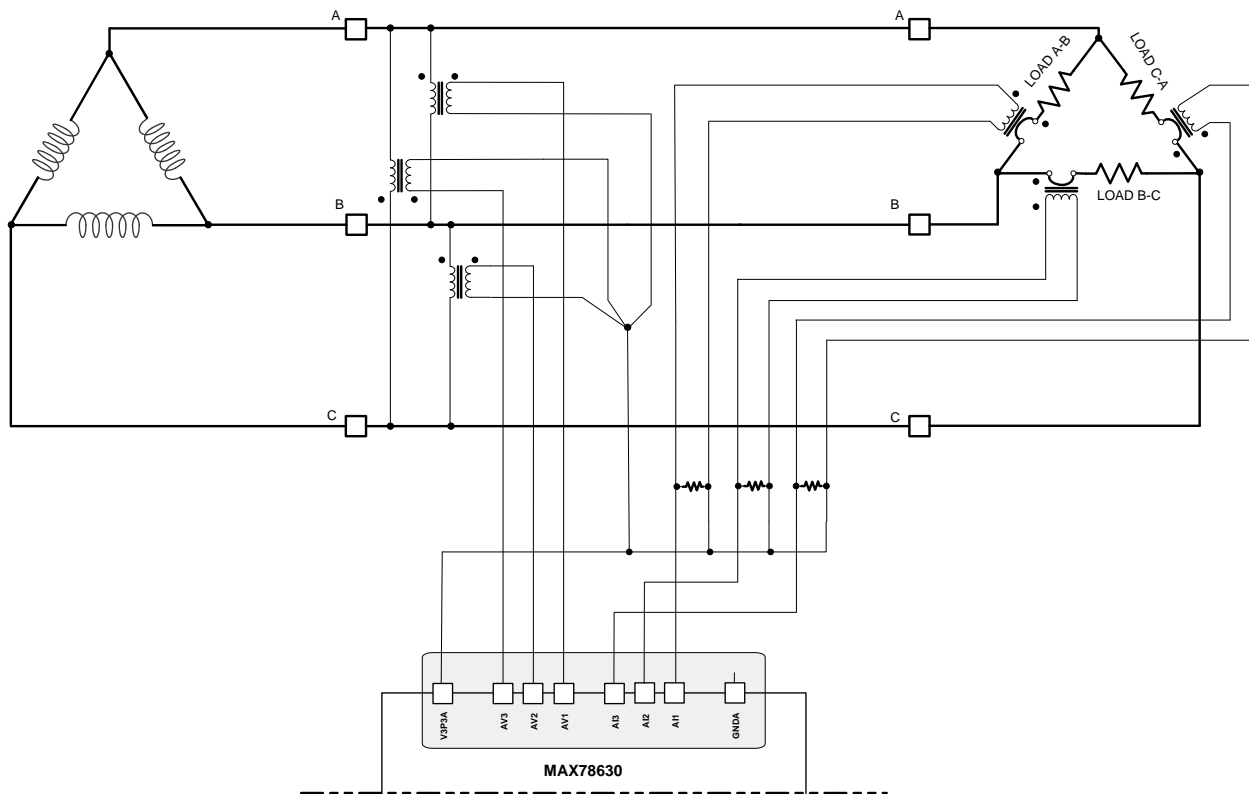 A
A
LOAD A-B
LOAD C-A
LOAD B-C
B
B
C
C
V3P3A
AV3
AV2
AV1
AI3
AI2
AI1
GNDA
MAX78630